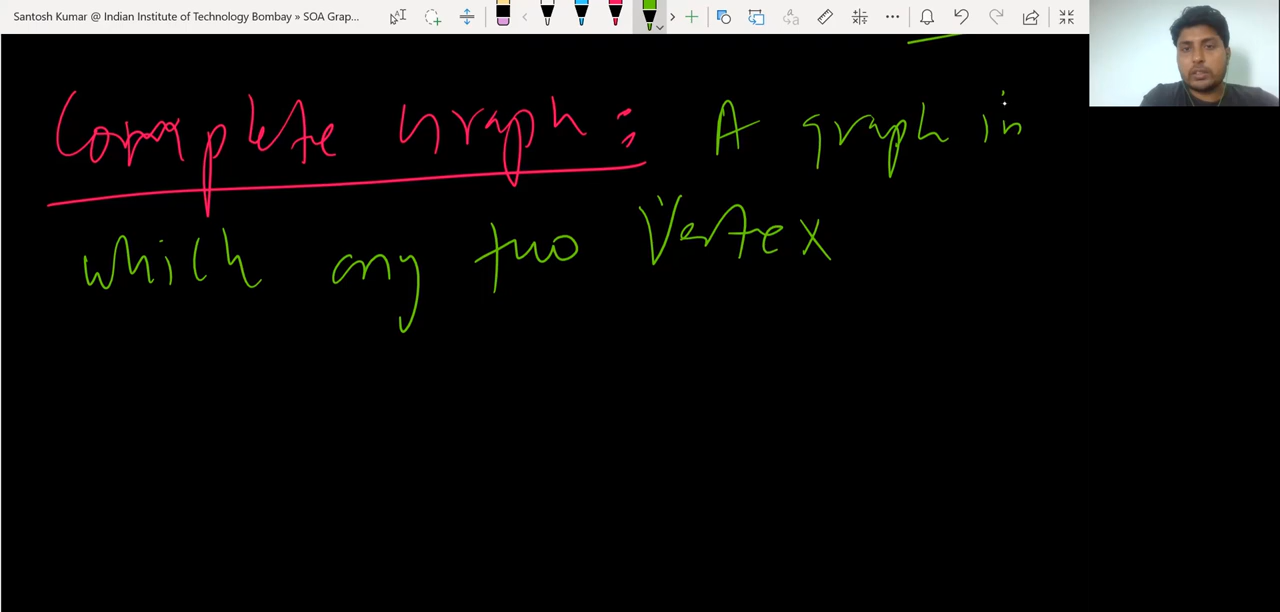 Santosh Kumar @ Indian Institute of Technology Bombay » SOA Grap...
Complete Graph : A graph in
which any two Vertex